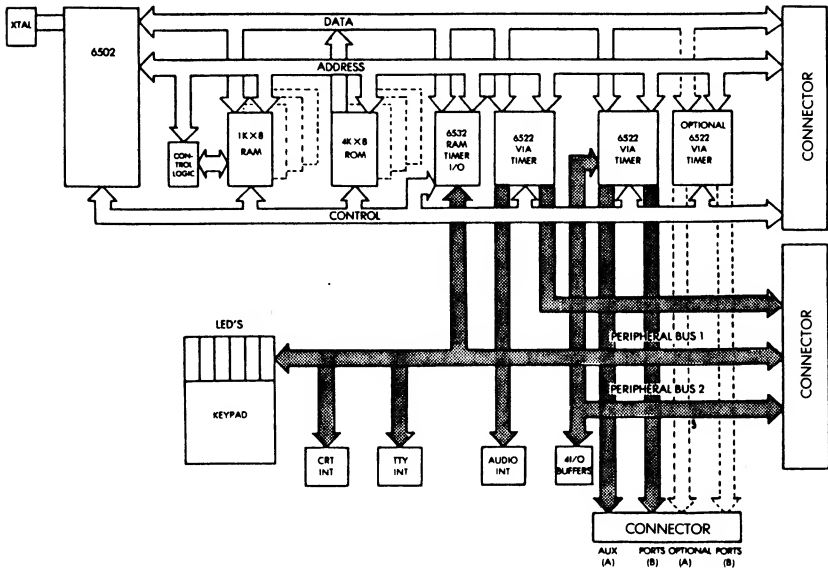 XTAL
6502
DATA
ADDRESS
CONNECTOR
CON-
TROL
LOGIC
1K×8
RAM
4K×8
ROM
6532
RAM
TIMER
I/O
6522
VIA
TIMER
6522
VIA
TIMER
OPTIONAL
6522
VIA
TIMER
CONTROL
LED'S
KEYPAD
PERIPHERAL BUS 1
PERIPHERAL BUS 2
CONNECTOR
CRT
INT
TTY
INT
AUDIO
INT
4I/O
BUFFERS
CONNECTOR
AUX PORTS OPTIONAL PORTS
(A) (B) (A) (B)